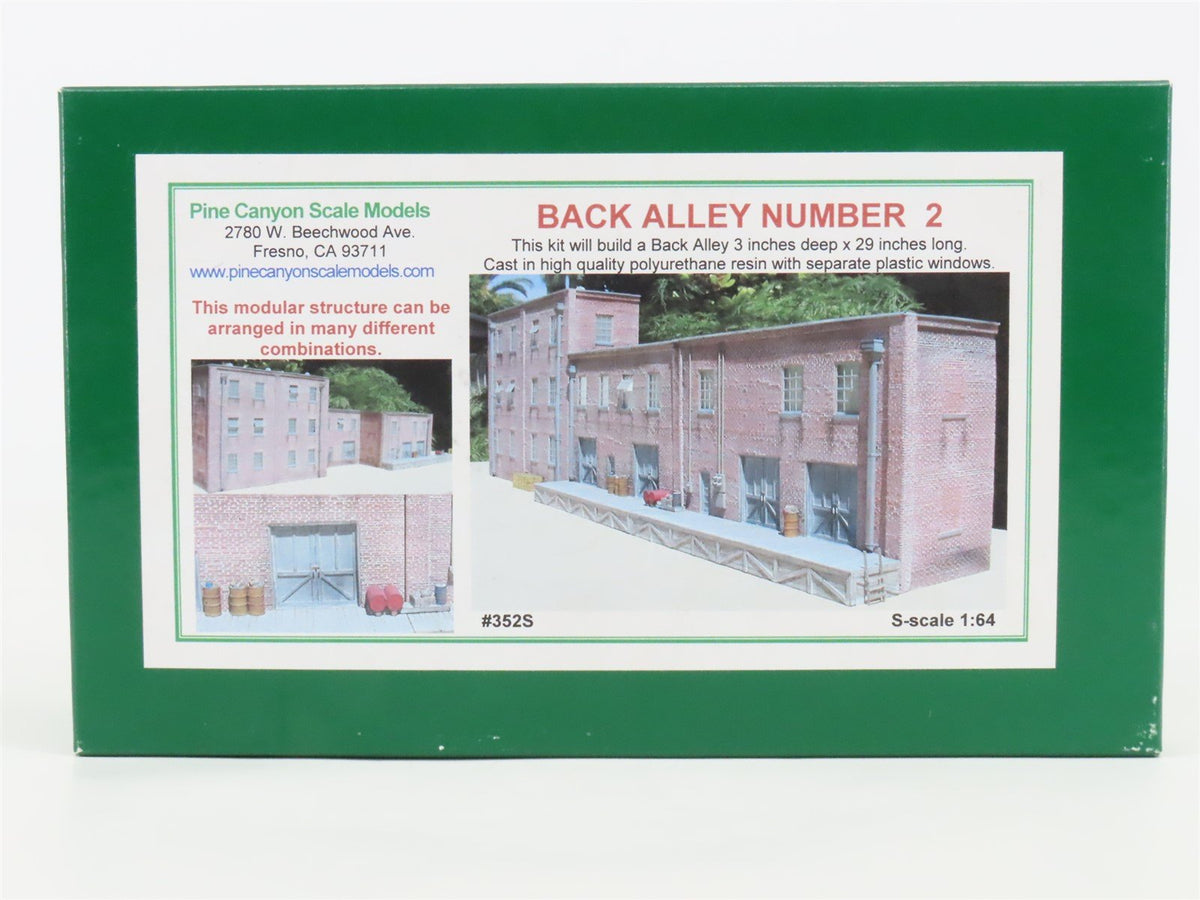 Pine Canyon Scale Models
2780 W. Beechwood Ave.
Fresno, CA 93711
www.pinecanyonscalemodels.com
This modular structure can be
arranged in many different
combinations.
BACK ALLEY NUMBER 2
This kit will build a Back Alley 3 inches deep x 29 inches long.
Cast in high quality polyurethane resin with separate plastic windows.
#352S
S-scale 1:64